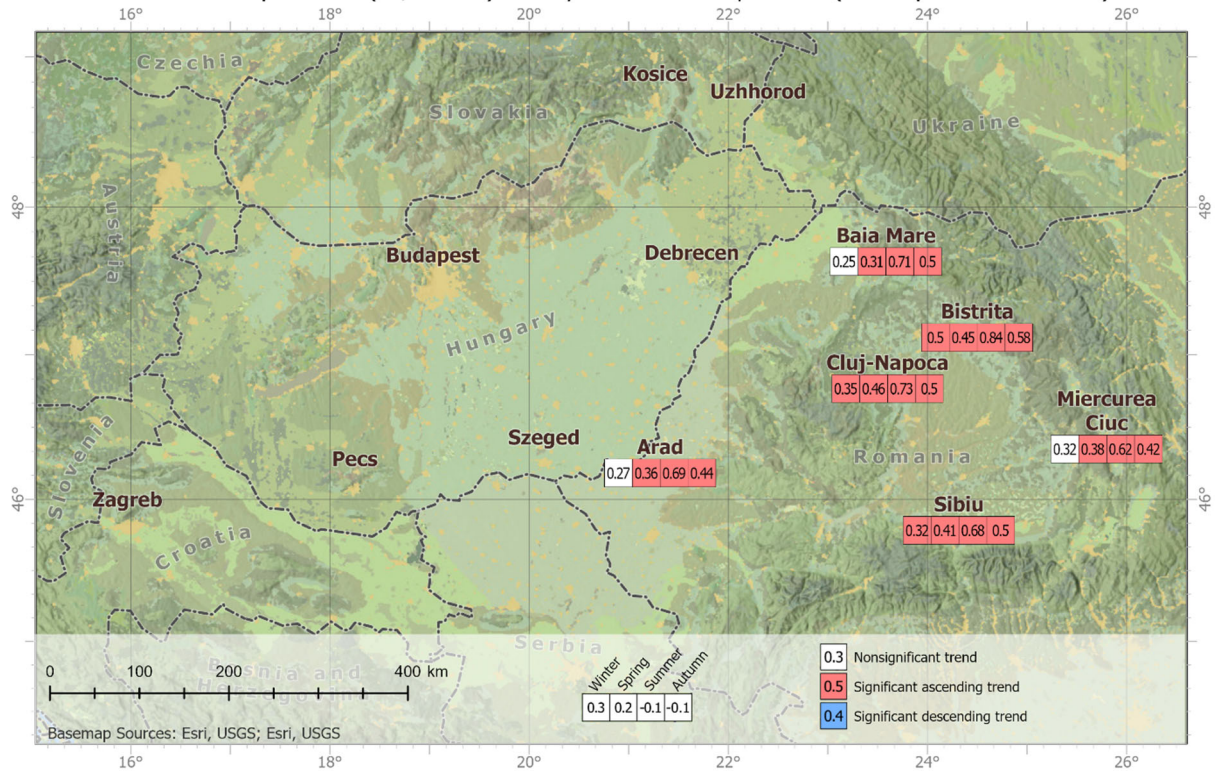 16° 18° 20° 22° 24° 26°
Czechia
Kosice
Uzhhorod
Slovakia
Ukraine
Austria
48° 48°
Baia Mare
0.25 0.31 0.71 0.5
Budapest
Debrecen
Bistrita
0.5 0.45 0.84 0.58
Hungary
Cluj-Napoca
0.35 0.46 0.73 0.5
Miercurea
Ciuc
0.32 0.38 0.62 0.42
Szeged
Arad
0.27 0.36 0.69 0.44
Pecs
Romania
Slovenia
Zagreb
46° 46°
Sibiu
0.32 0.41 0.68 0.5
Croatia
Serbia
Bosnia and
Herzegovina
0 100 200 400 km
Winter Spring Summer Autumn
0.3 0.2 -0.1 -0.1
0.3 Nonsignificant trend
0.5 Significant ascending trend
0.4 Significant descending trend
Basemap Sources: Esri, USGS; Esri, USGS
16° 18° 20° 22° 24° 26°